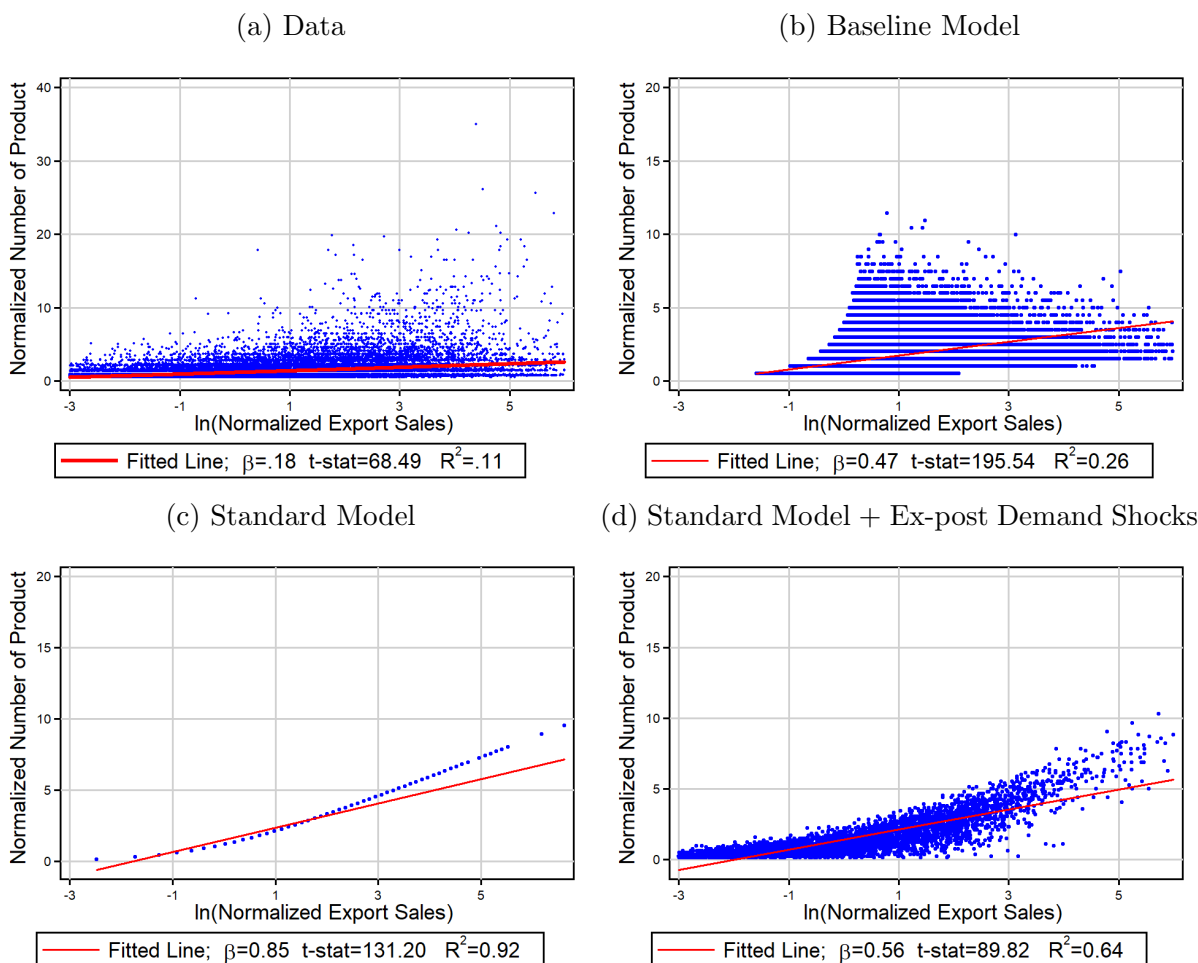 (a) Data
Normalized Number of Product
40
30
20
10
0
-3 -1 1 3 5
ln(Normalized Export Sales)
Fitted Line; β=.18 t-stat=68.49 R²=.11
(b) Baseline Model
Normalized Number of Product
20
15
10
5
0
-3 -1 1 3 5
ln(Normalized Export Sales)
Fitted Line; β=0.47 t-stat=195.54 R²=0.26
(c) Standard Model
Normalized Number of Product
20
15
10
5
0
-3 -1 1 3 5
ln(Normalized Export Sales)
Fitted Line; β=0.85 t-stat=131.20 R²=0.92
(d) Standard Model + Ex-post Demand Shocks
Normalized Number of Product
20
15
10
5
0
-3 -1 1 3 5
ln(Normalized Export Sales)
Fitted Line; β=0.56 t-stat=89.82 R²=0.64